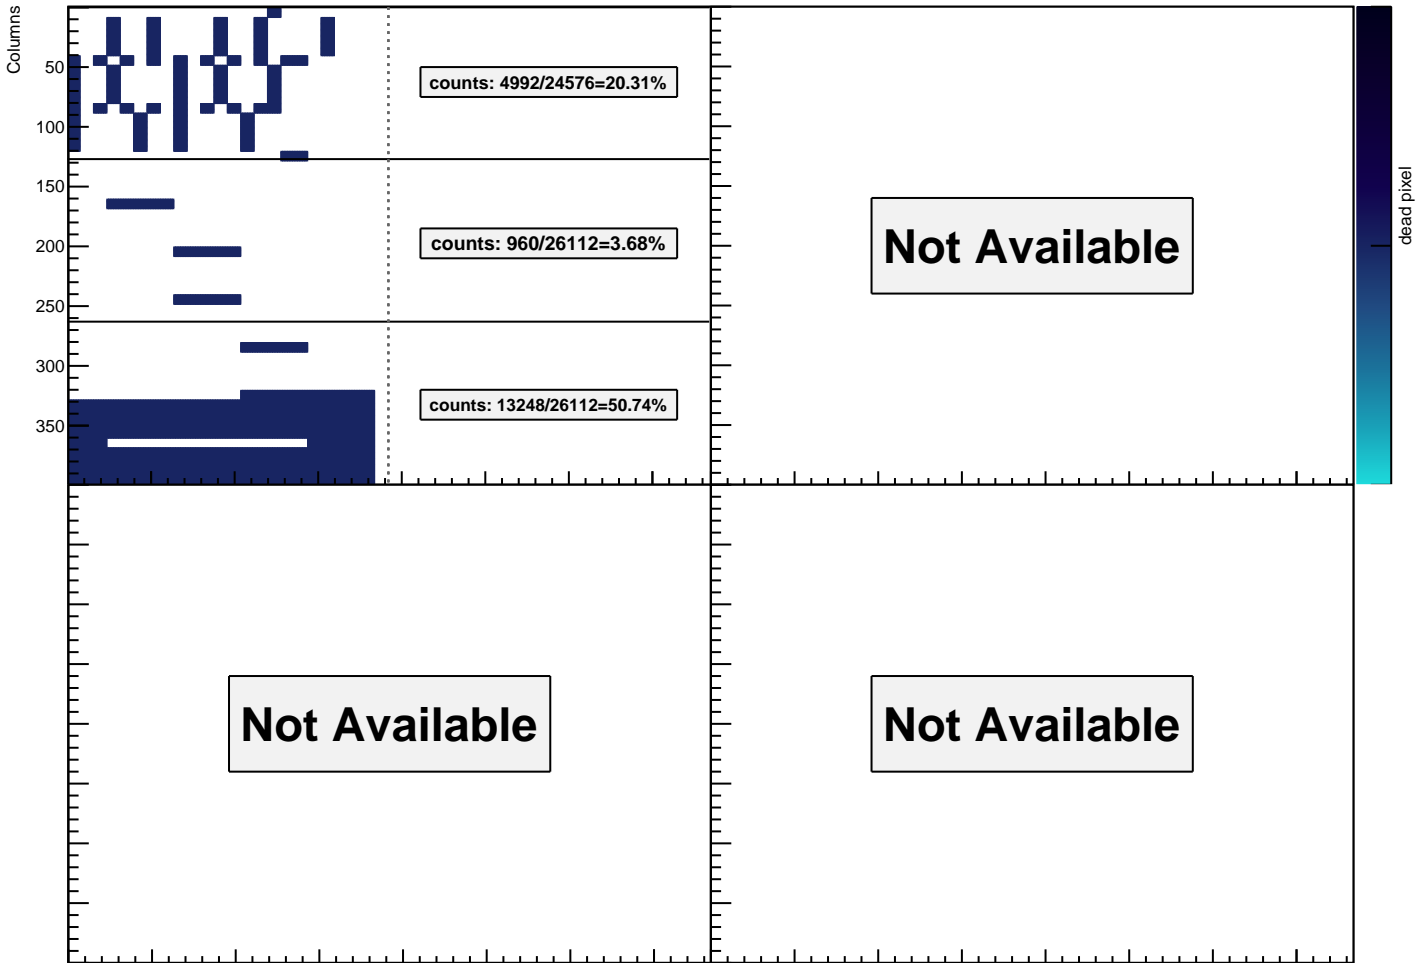 Columns
50
100
150
200
250
300
350
counts: 4992/24576=20.31%
counts: 960/26112=3.68%
counts: 13248/26112=50.74%
Not Available
dead pixel
Not Available
Not Available